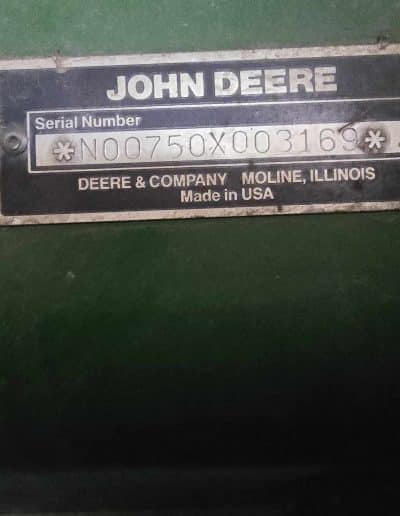 JOHN DEERE
Serial Number
*N00750X003169*
DEERE & COMPANY MOLINE, ILLINOIS
Made in USA